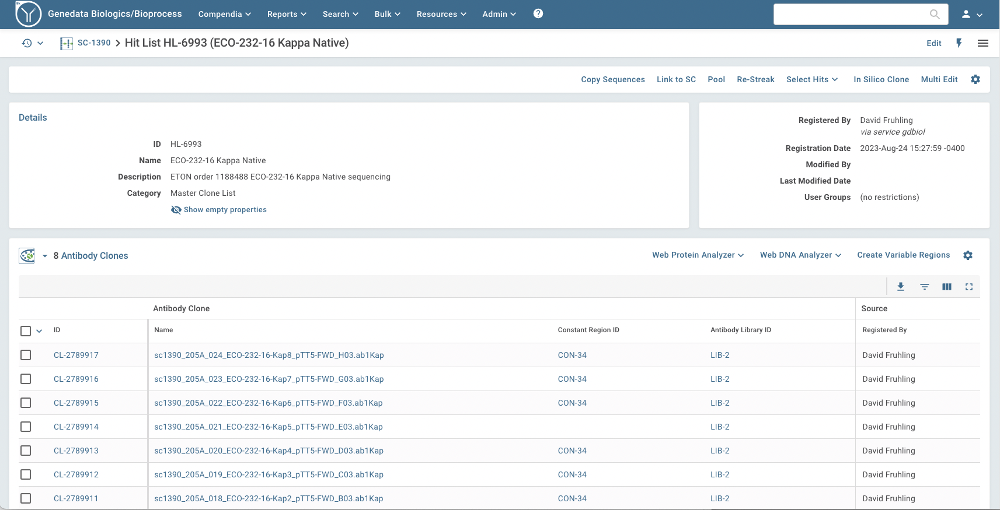 Bx Genedata Biologics/Bioprocess Compendia Reports Search Bulk Resources Admin ?
SC-1390 > Hit List HL-6993 (ECO-232-16 Kappa Native) Edit
Copy Sequences Link to SC Pool Re-Streak Select Hits In Silico Clone Multi Edit
Details
ID HL-6993
Name ECO-232-16 Kappa Native
Description ETON order 1188488 ECO-232-16 Kappa Native sequencing
Category Master Clone List
Show empty properties
Registered By David Fruhling
via service gdbiol
Registration Date 2023-Aug-24 15:27:59 -0400
Modified By
Last Modified Date
User Groups (no restrictions)
8 Antibody Clones Web Protein Analyzer Web DNA Analyzer Create Variable Regions
Antibody Clone Source
ID Name Constant Region ID Antibody Library ID Registered By
CL-2789917 sc1390_205A_024_ECO-232-16-Kap8_pTT5-FWD_H03.ab1Kap CON-34 LIB-2 David Fruhling
CL-2789916 sc1390_205A_023_ECO-232-16-Kap7_pTT5-FWD_G03.ab1Kap CON-34 LIB-2 David Fruhling
CL-2789915 sc1390_205A_022_ECO-232-16-Kap6_pTT5-FWD_F03.ab1Kap CON-34 LIB-2 David Fruhling
CL-2789914 sc1390_205A_021_ECO-232-16-Kap5_pTT5-FWD_E03.ab1Kap LIB-2 David Fruhling
CL-2789913 sc1390_205A_020_ECO-232-16-Kap4_pTT5-FWD_D03.ab1Kap CON-34 LIB-2 David Fruhling
CL-2789912 sc1390_205A_019_ECO-232-16-Kap3_pTT5-FWD_C03.ab1Kap CON-34 LIB-2 David Fruhling
CL-2789911 sc1390_205A_018_ECO-232-16-Kap2_pTT5-FWD_B03.ab1Kap CON-34 LIB-2 David Fruhling